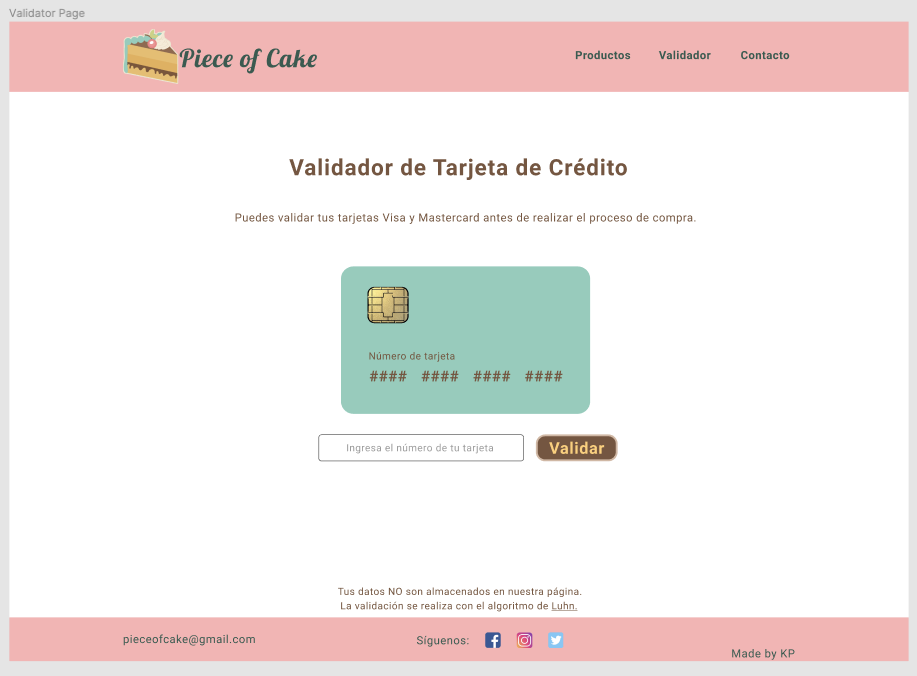 Validator Page
Piece of Cake
Productos Validador Contacto
Validador de Tarjeta de Crédito
Puedes validar tus tarjetas Visa y Mastercard antes de realizar el proceso de compra.
Número de tarjeta
#### #### #### ####
Ingresa el número de tu tarjeta
Validar
Tus datos NO son almacenados en nuestra página.
La validación se realiza con el algoritmo de Luhn.
pieceofcake@gmail.com
Síguenos:
Made by KP